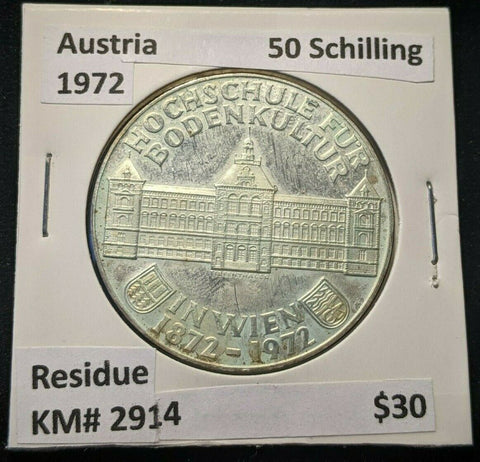 Austria 50 Schilling
1972
HOCHSCHULE FÜR
BODENKULTUR
IN WIEN
1872-1972
Residue
KM# 2914 $30